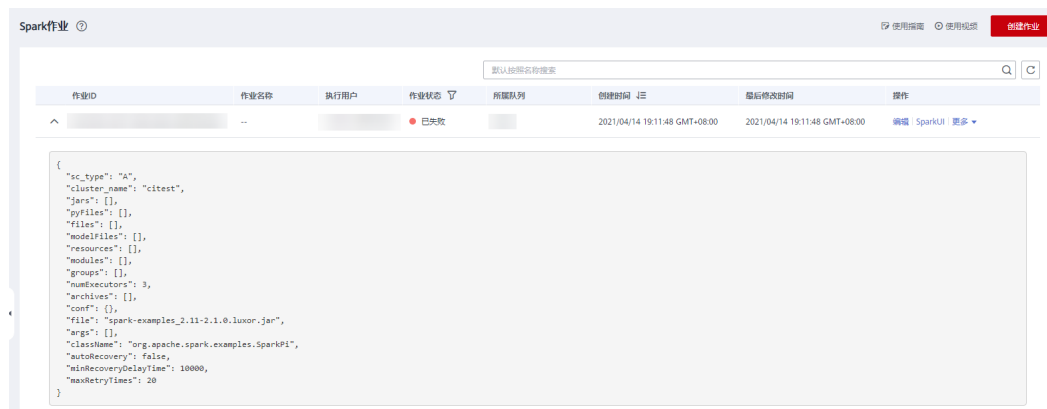 Spark作业 使用指南 使用视频 创建作业
默认按照名称搜索
作业ID 作业名称 执行用户 作业状态 所属队列 创建时间 最后修改时间 操作
-- 已失败 2021/04/14 19:11:48 GMT+08:00 2021/04/14 19:11:48 GMT+08:00 编辑 SparkUI 更多
{
"sc_type": "A",
"cluster_name": "citest",
"jars": [],
"pyFiles": [],
"files": [],
"modelFiles": [],
"resources": [],
"modules": [],
"groups": [],
"numExecutors": 3,
"archives": [],
"conf": {},
"file": "spark-examples_2.11-2.1.0.luxor.jar",
"args": [],
"className": "org.apache.spark.examples.SparkPi",
"autoRecovery": false,
"minRecoveryDelayTime": 10000,
"maxRetryTimes": 20
}